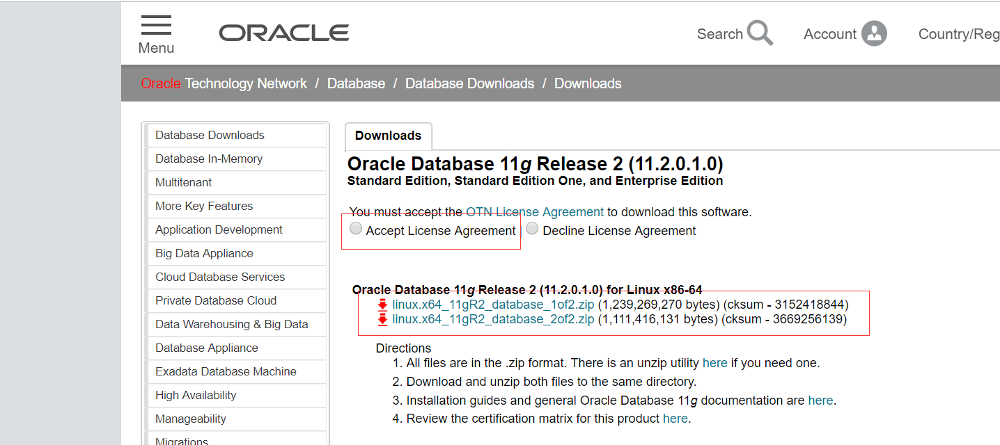 Menu
ORACLE
Search
Account
Country/Reg
Oracle Technology Network / Database / Database Downloads / Downloads
Database Downloads
Database In-Memory
Multitenant
More Key Features
Application Development
Big Data Appliance
Cloud Database Services
Private Database Cloud
Data Warehousing & Big Data
Database Appliance
Exadata Database Machine
High Availability
Manageability
Migrations
Downloads
Oracle Database 11g Release 2 (11.2.0.1.0)
Standard Edition, Standard Edition One, and Enterprise Edition
You must accept the OTN License Agreement to download this software.
Accept License Agreement | Decline License Agreement
Oracle Database 11g Release 2 (11.2.0.1.0) for Linux x86-64
linux.x64_11gR2_database_1of2.zip (1,239,269,270 bytes) (cksum - 3152418844)
linux.x64_11gR2_database_2of2.zip (1,111,416,131 bytes) (cksum - 3669256139)
Directions
1. All files are in the .zip format. There is an unzip utility here if you need one.
2. Download and unzip both files to the same directory.
3. Installation guides and general Oracle Database 11g documentation are here.
4. Review the certification matrix for this product here.